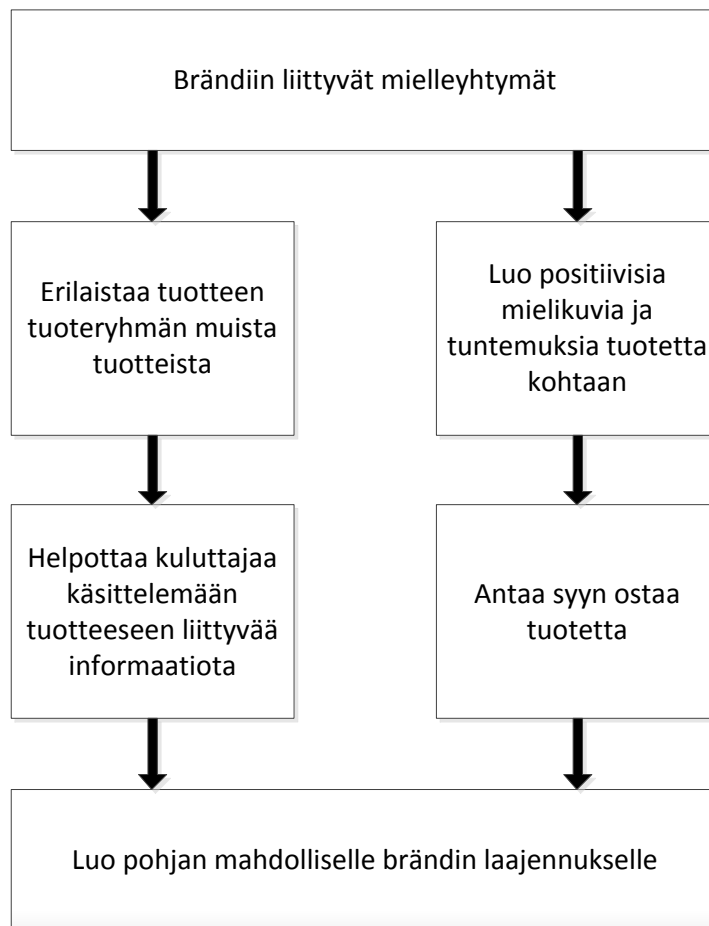 Brändiin liittyvät mielleyhtymät
Erilaistaa tuotteen
tuoteryhmän muista
tuotteista
Luo positiivisia
mielikuvia ja
tuntemuksia tuotetta
kohtaan
Helpottaa kuluttajaa
käsittelemään
tuotteeseen liittyvää
informaatiota
Antaa syyn ostaa
tuotetta
Luo pohjan mahdolliselle brändin laajennukselle